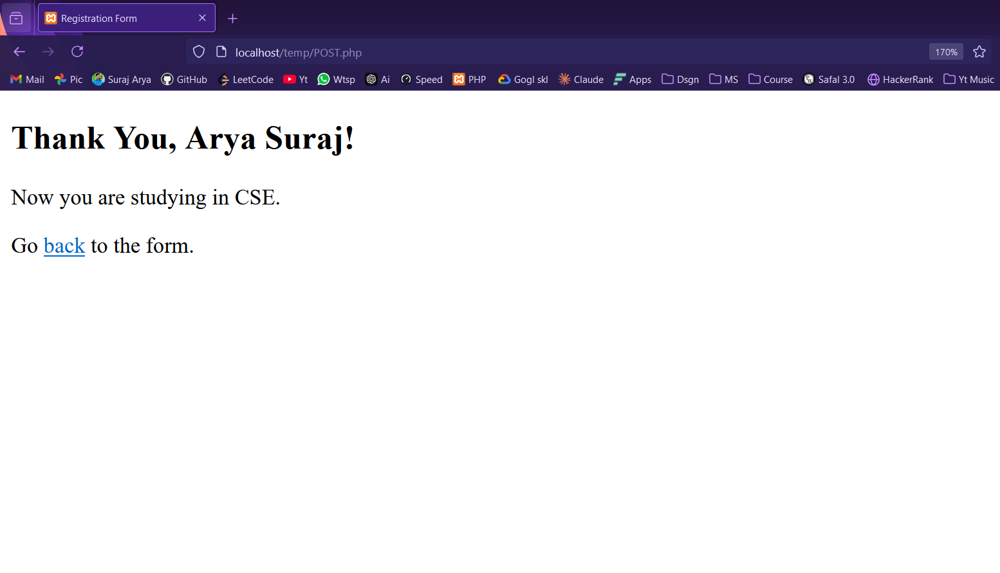 Registration Form
localhost/temp/POST.php 170%
Mail Pic Suraj Arya GitHub LeetCode Yt Wtsp Ai Speed PHP Gogl skl Claude Apps Dsgn MS Course Safal 3.0 HackerRank Yt Music
Thank You, Arya Suraj!
Now you are studying in CSE.
Go back to the form.